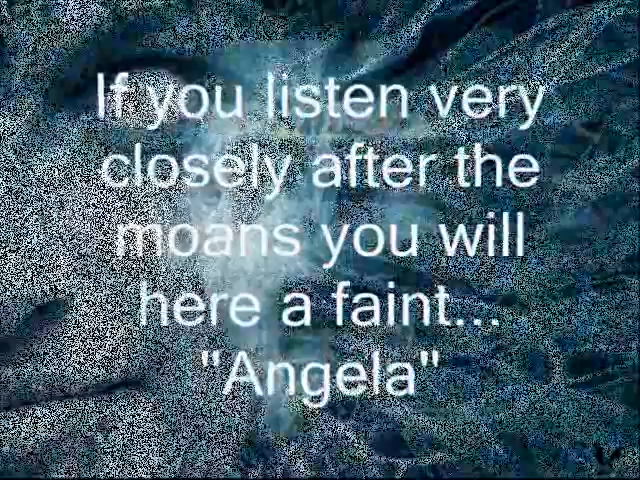 If you listen very
closely after the
moans you will
here a faint...
"Angela"